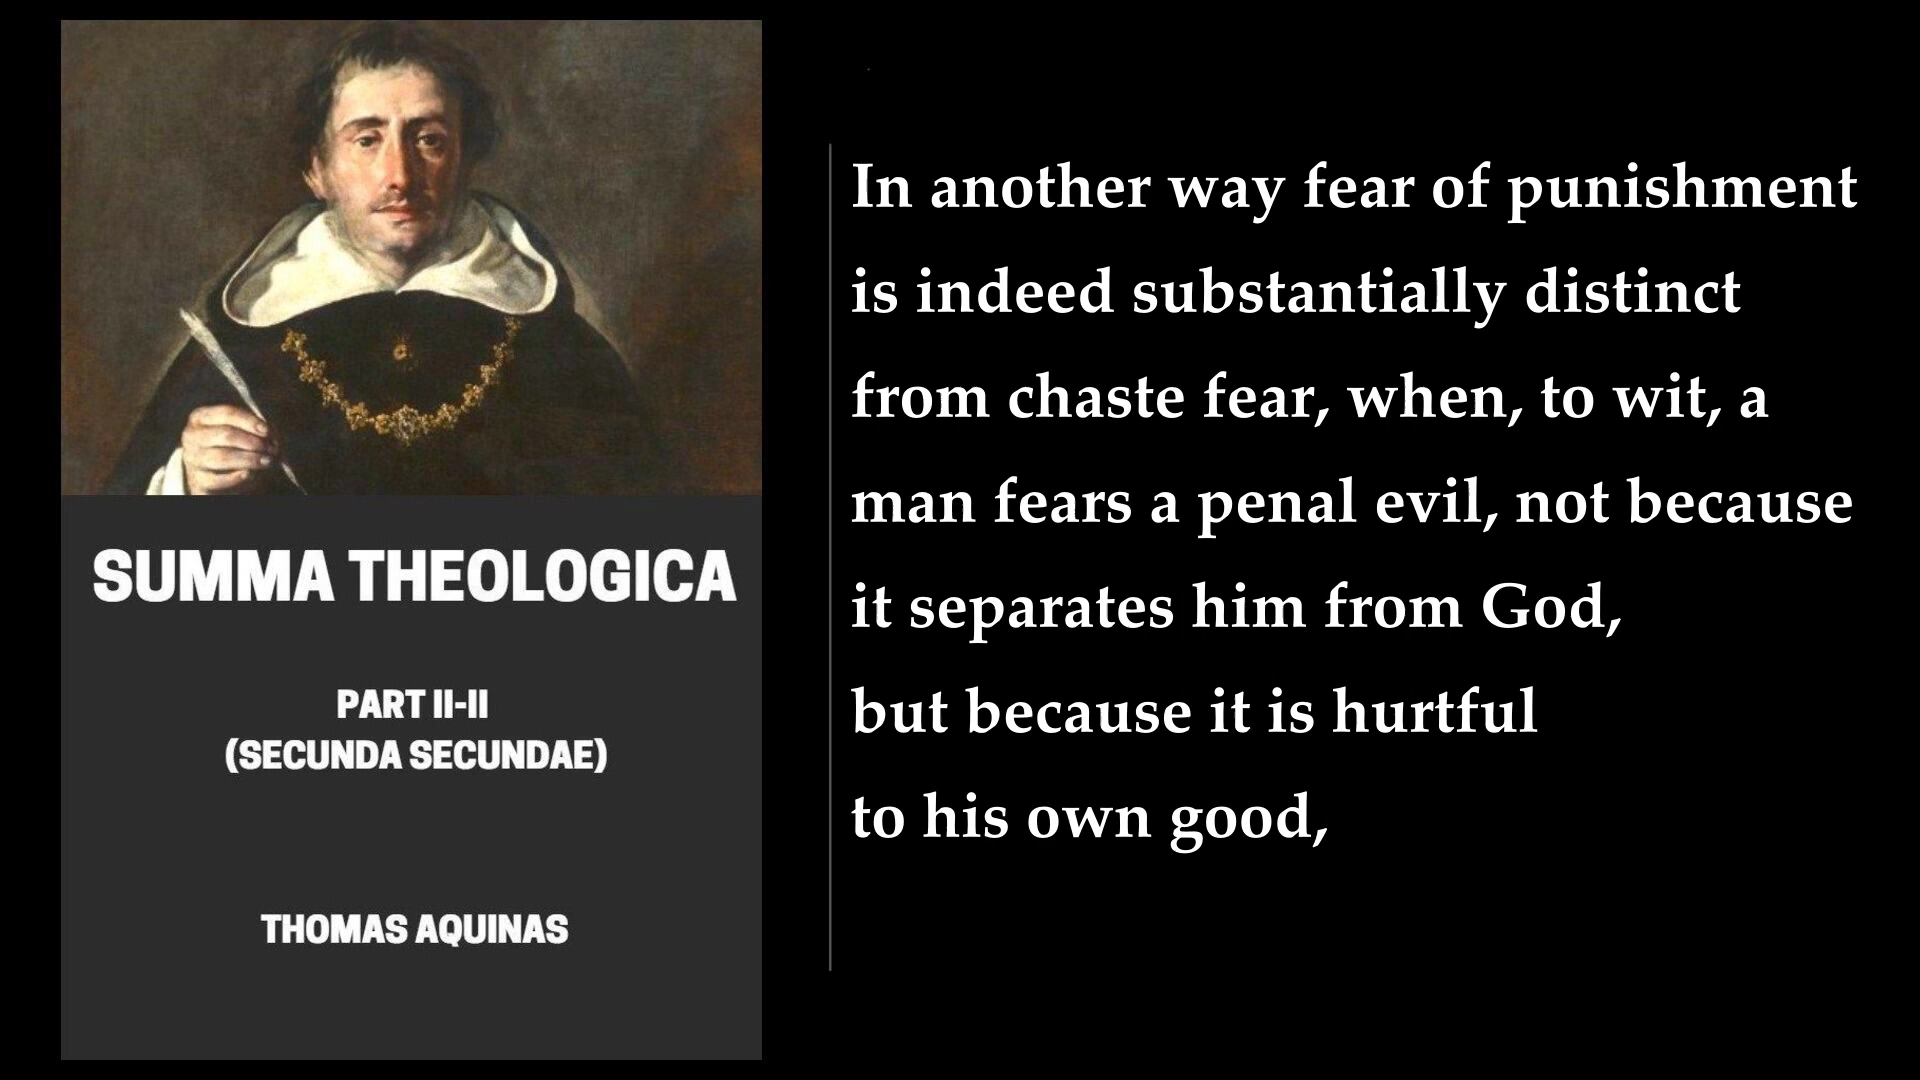 SUMMA THEOLOGICA
PART II-II
(SECUNDA SECUNDAE)
THOMAS AQUINAS
In another way fear of punishment
is indeed substantially distinct
from chaste fear, when, to wit, a
man fears a penal evil, not because
it separates him from God,
but because it is hurtful
to his own good,